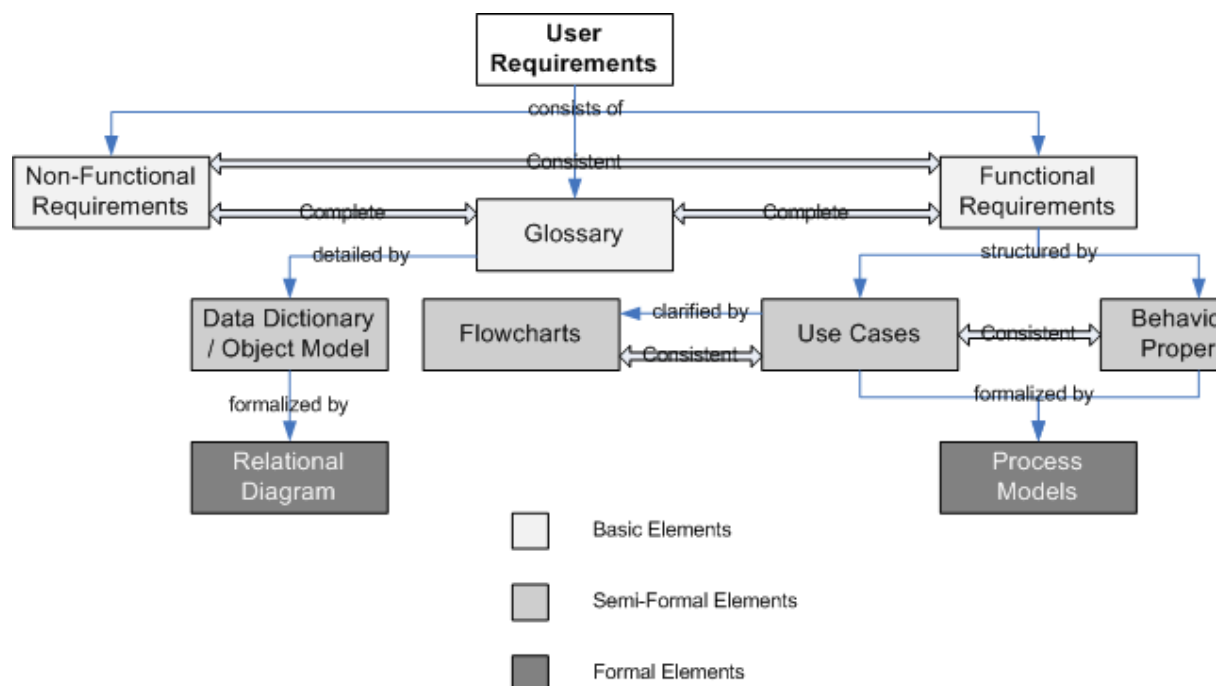 User
Requirements
consists of
Non-Functional
Requirements
Consistent
Functional
Requirements
Complete
Glossary
Complete
detailed by
structured by
Data Dictionary
/ Object Model
Flowcharts
clarified by
Consistent
Use Cases
Consistent
formalized by
formalized by
Relational
Diagram
Process
Models
Basic Elements
Semi-Formal Elements
Formal Elements